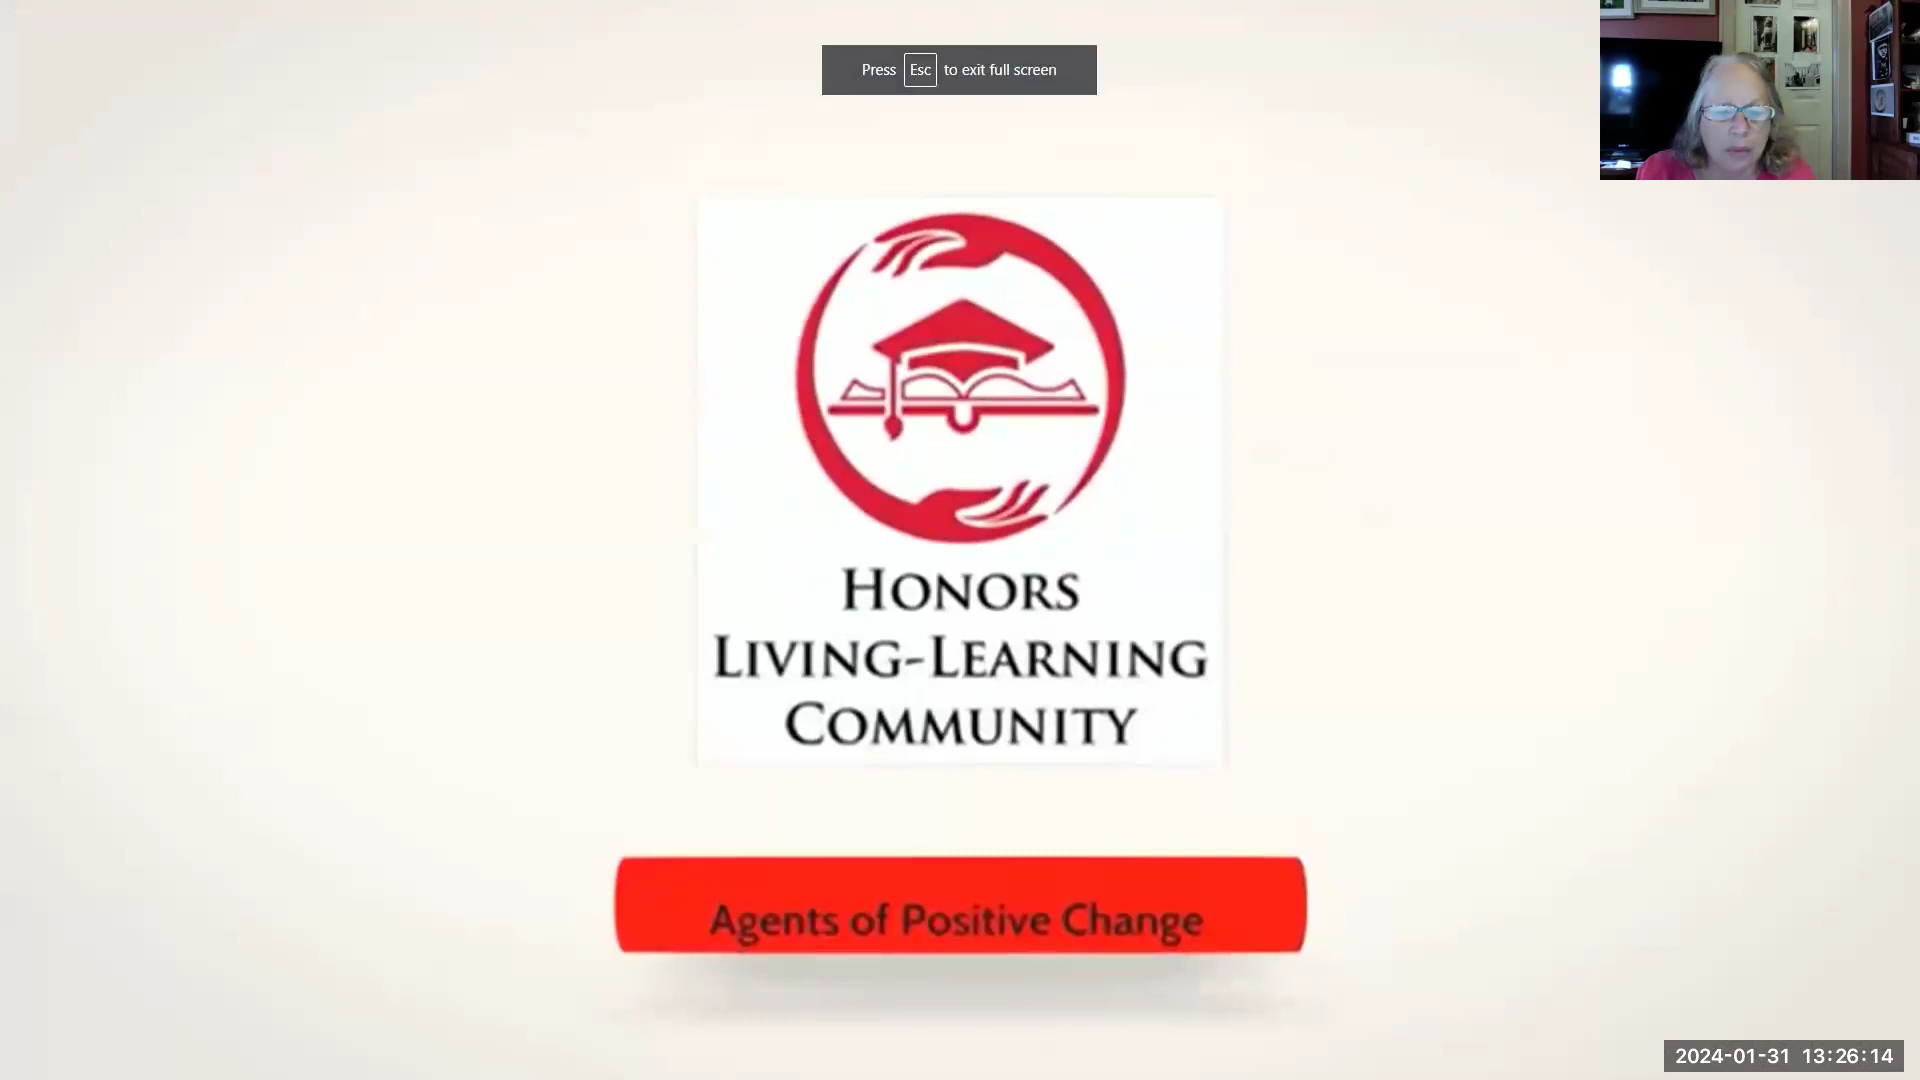 Press Esc to exit full screen
HONORS
LIVING-LEARNING
COMMUNITY
Agents of Positive Change
2024-01-31 13:26:14